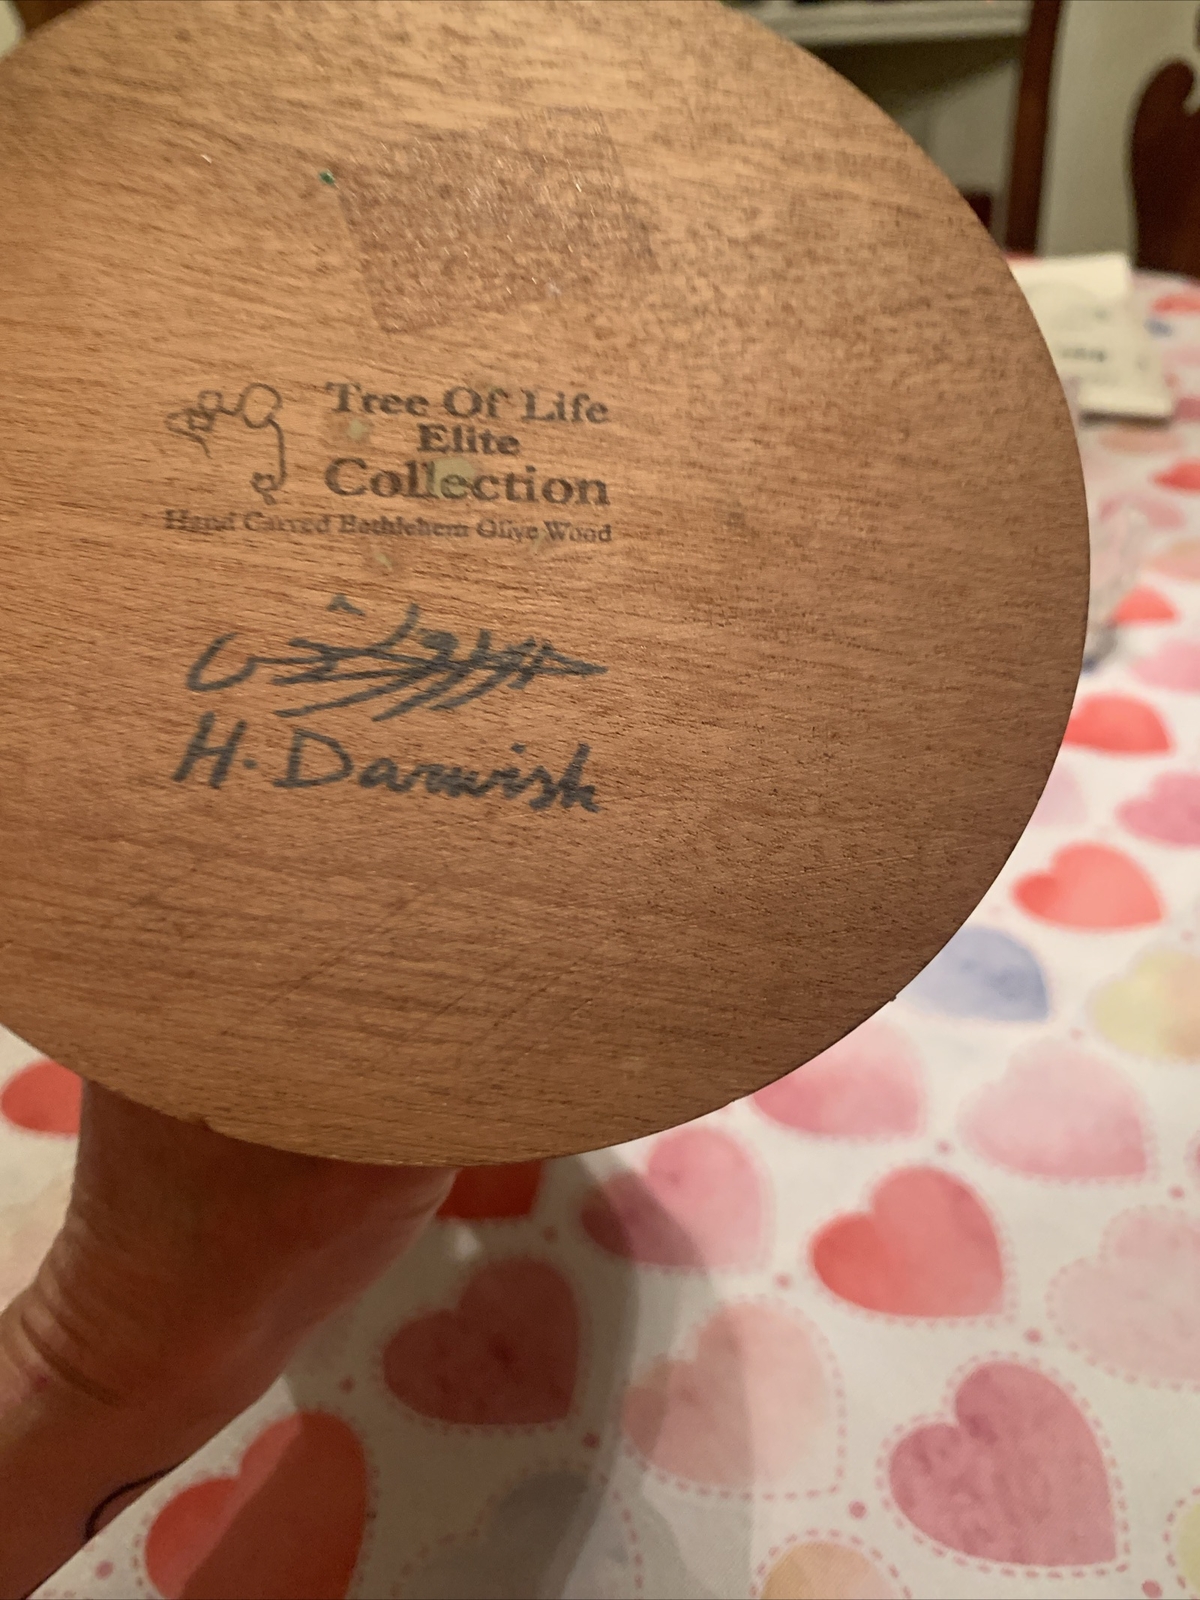 Tree Of Life
Elite
Collection
Hand Carved Bethlehem Olive Wood
H. Darwish